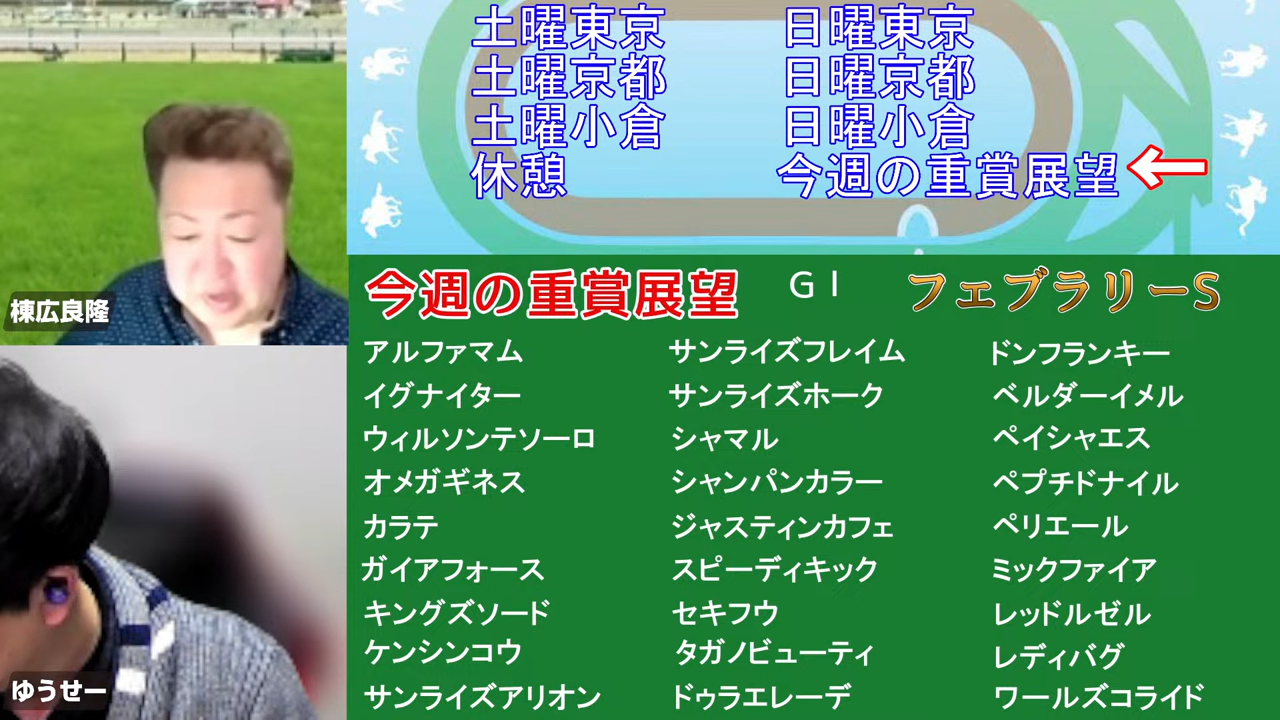 土曜東京 日曜東京
土曜京都 日曜京都
土曜小倉 日曜小倉
休憩 今週の重賞展望
今週の重賞展望 GⅠ フェブラリーS
アルファマム サンライズフレイム ドンフランキー
イグナイター サンライズホーク ベルダーイメル
ウィルソンテソーロ シャマル ペイシャエス
オメガギネス シャンパンカラー ペプチドナイル
カラテ ジャスティンカフェ ペリエール
ガイアフォース スピーディキック ミックファイア
キングズソード セキフウ レッドルゼル
ケンシンコウ タガノビューティ レディバグ
サンライズアリオン ドゥラエレーデ ワールズコライド
棟広良隆
ゆうせー